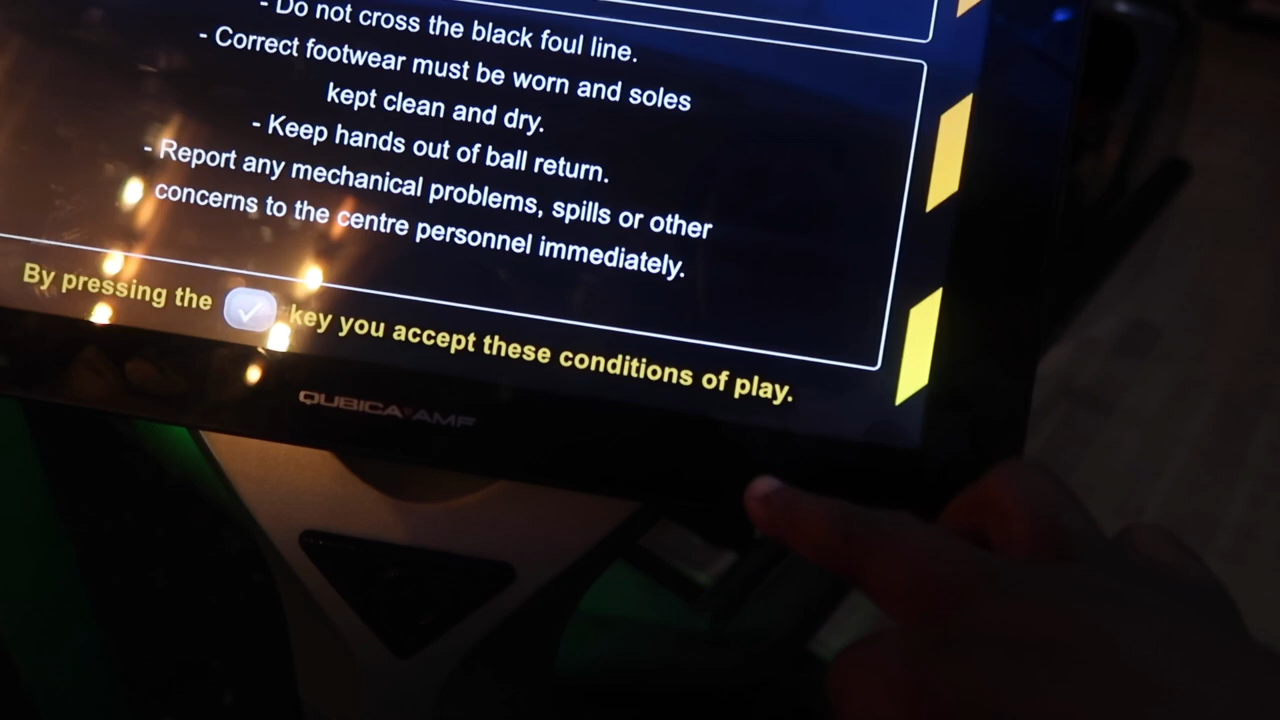 - Do not cross the black foul line.
- Correct footwear must be worn and soles
kept clean and dry.
- Keep hands out of ball return.
- Report any mechanical problems, spills or other
concerns to the centre personnel immediately.
By pressing the key you accept these conditions of play.
QUBICA AMF